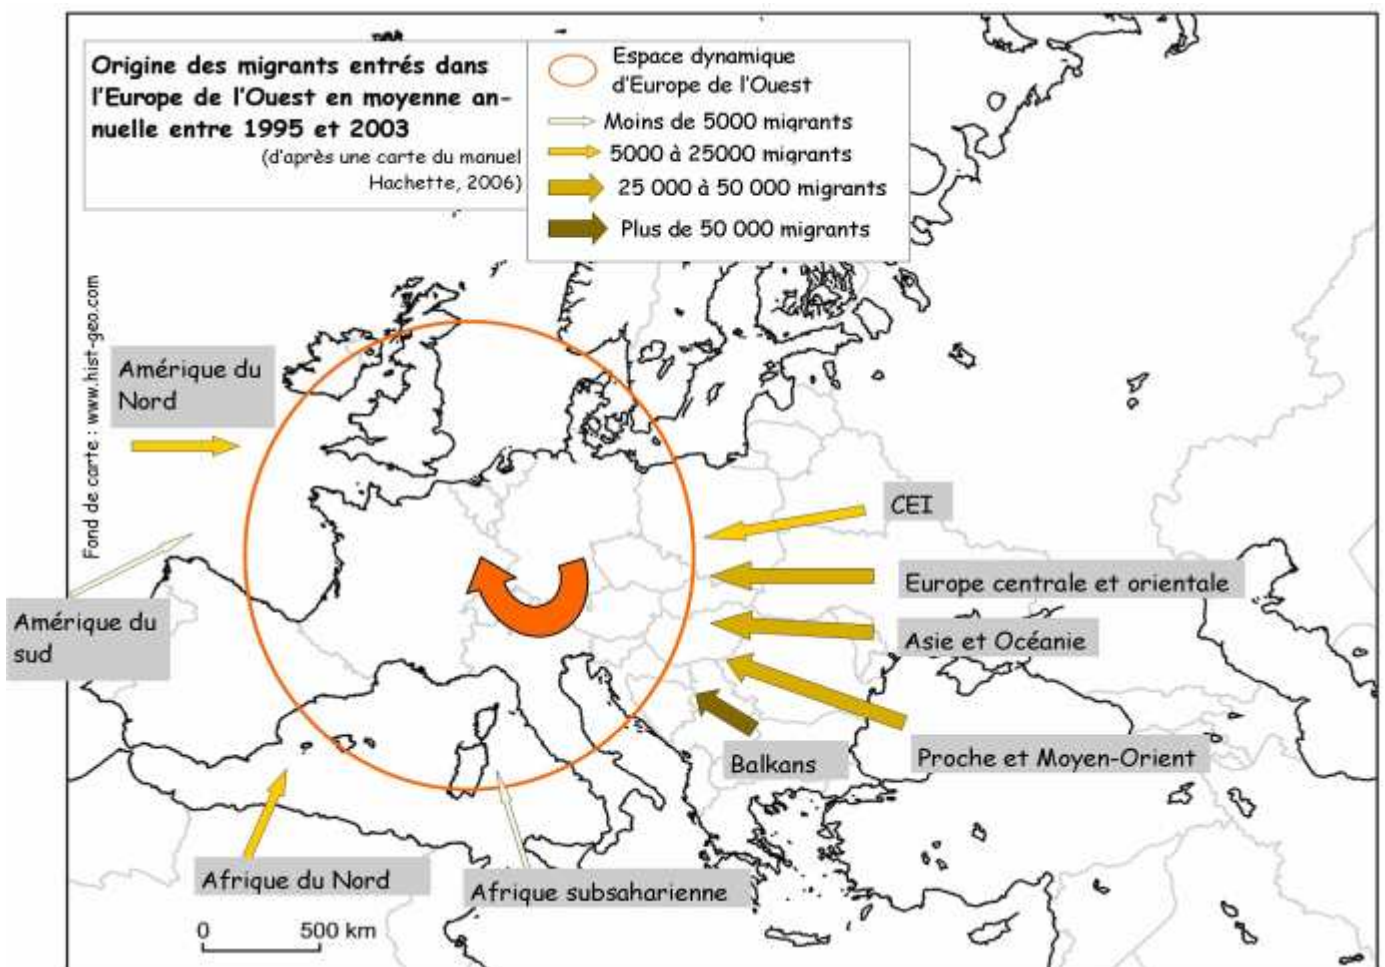 Origine des migrants entrés dans
l'Europe de l'Ouest en moyenne an-
nuelle entre 1995 et 2003
(d'après une carte du manuel
Hachette, 2006)
Espace dynamique
d'Europe de l'Ouest
Moins de 5000 migrants
5000 à 25000 migrants
25 000 à 50 000 migrants
Plus de 50 000 migrants
Fond de carte : www.hist-geo.com
Amérique du
Nord
CEI
Europe centrale et orientale
Amérique du
sud
Asie et Océanie
Balkans
Proche et Moyen-Orient
Afrique du Nord
Afrique subsaharienne
0 500 km